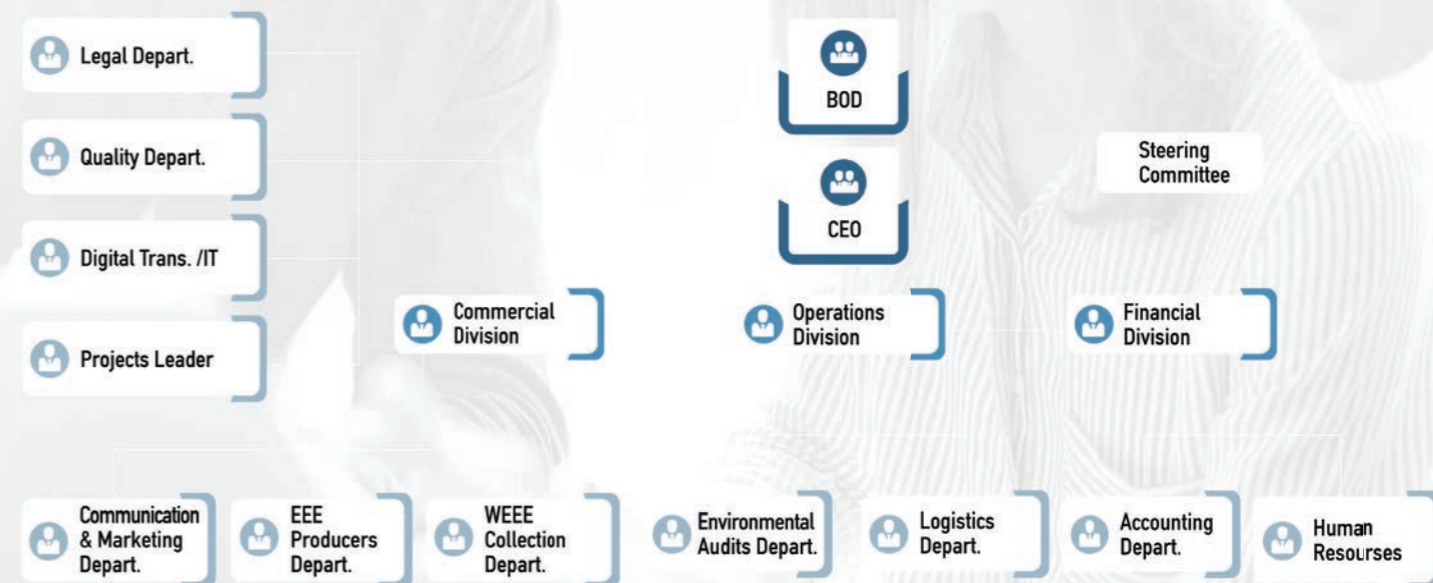 Legal Depart.
Quality Depart.
Digital Trans. /IT
Projects Leader
BOD
CEO
Steering
Committee
Commercial
Division
Operations
Division
Financial
Division
Communication
& Marketing
Depart.
EEE
Producers
Depart.
WEEE
Collection
Depart.
Environmental
Audits Depart.
Logistics
Depart.
Accounting
Depart.
Human
Resourses